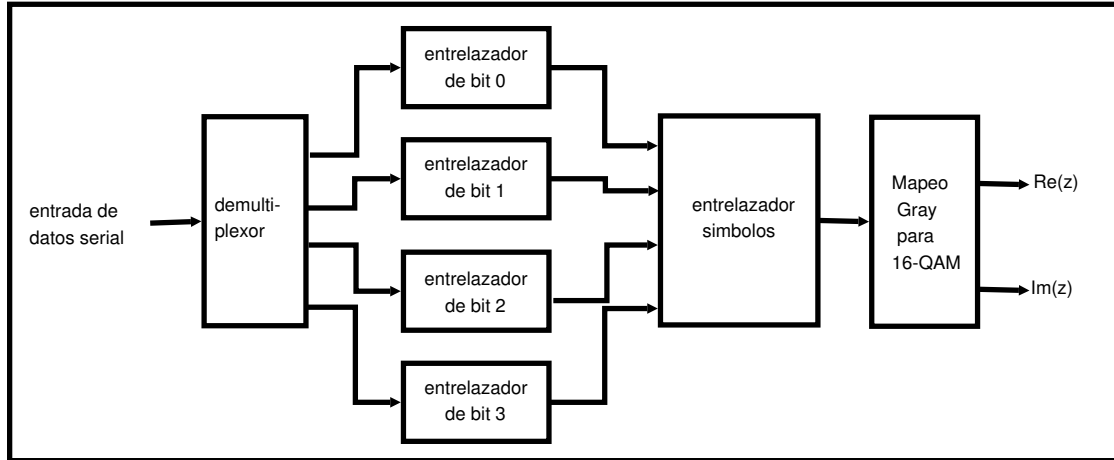 entrada de
datos serial
demulti-
plexor
entrelazador
de bit 0
entrelazador
de bit 1
entrelazador
de bit 2
entrelazador
de bit 3
entrelazador
simbolos
Mapeo
Gray
para
16-QAM
Re(z)
Im(z)